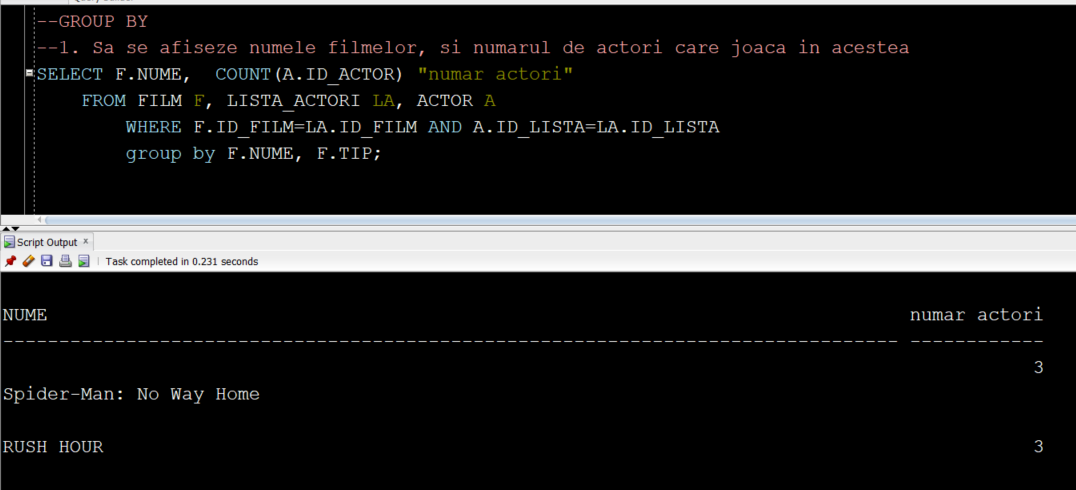 --GROUP BY
--1. Sa se afiseze numele filmelor, si numarul de actori care joaca in acestea
SELECT F.NUME,  COUNT(A.ID_ACTOR) "numar actori"
    FROM FILM F, LISTA_ACTORI LA, ACTOR A
        WHERE F.ID_FILM=LA.ID_FILM AND A.ID_LISTA=LA.ID_LISTA
        group by F.NUME, F.TIP;
Script Output x
Task completed in 0.231 seconds
NUME numar actori
-------------------------------------------------------------------------------- ------------
3
Spider-Man: No Way Home
RUSH HOUR 3